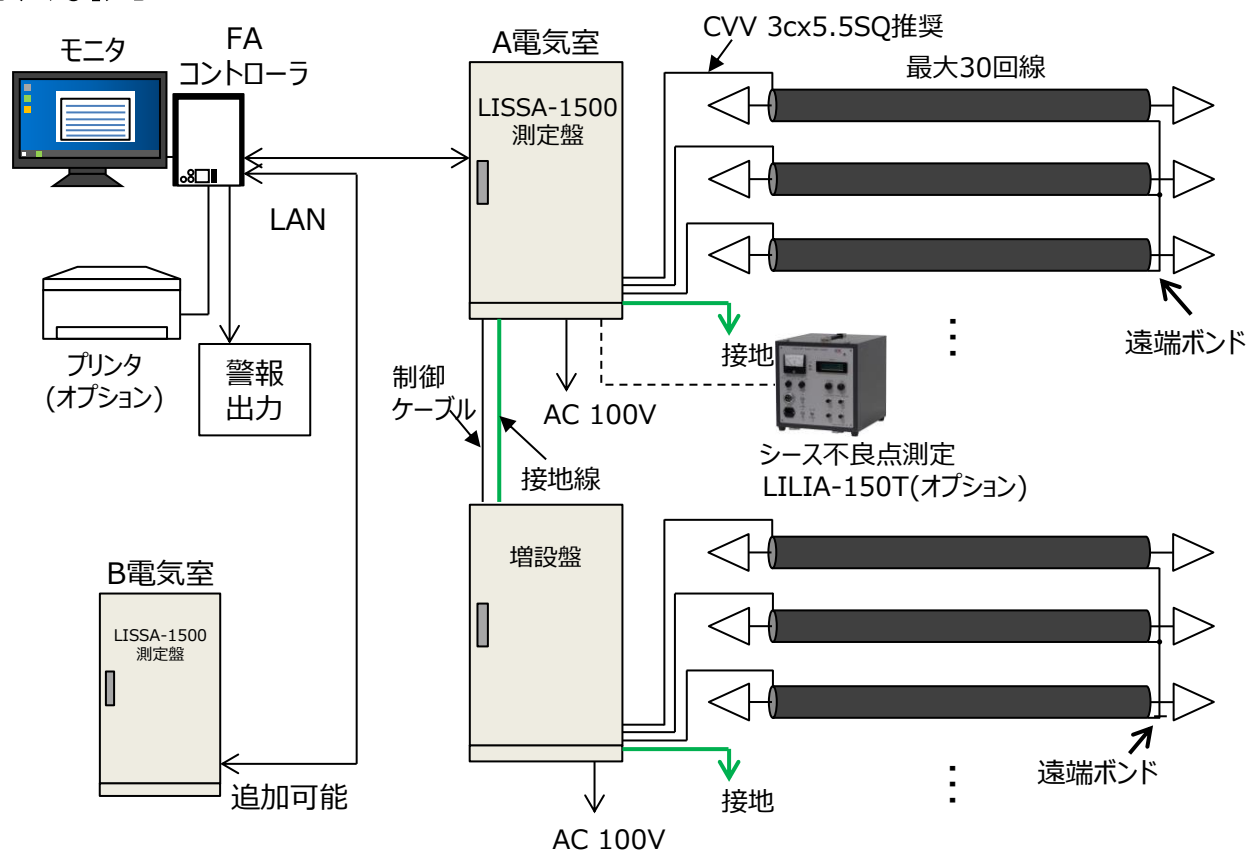 モニタ
FA
コントローラ
A電気室
CVV 3cx5.5SQ推奨
最大30回線
LISSA-1500
測定盤
LAN
プリンタ
(オプション)
警報
出力
制御
ケーブル
AC 100V
接地
遠端ボンド
接地線
シース不良点測定
LILIA-150T(オプション)
増設盤
B電気室
LISSA-1500
測定盤
追加可能
接地
遠端ボンド
AC 100V